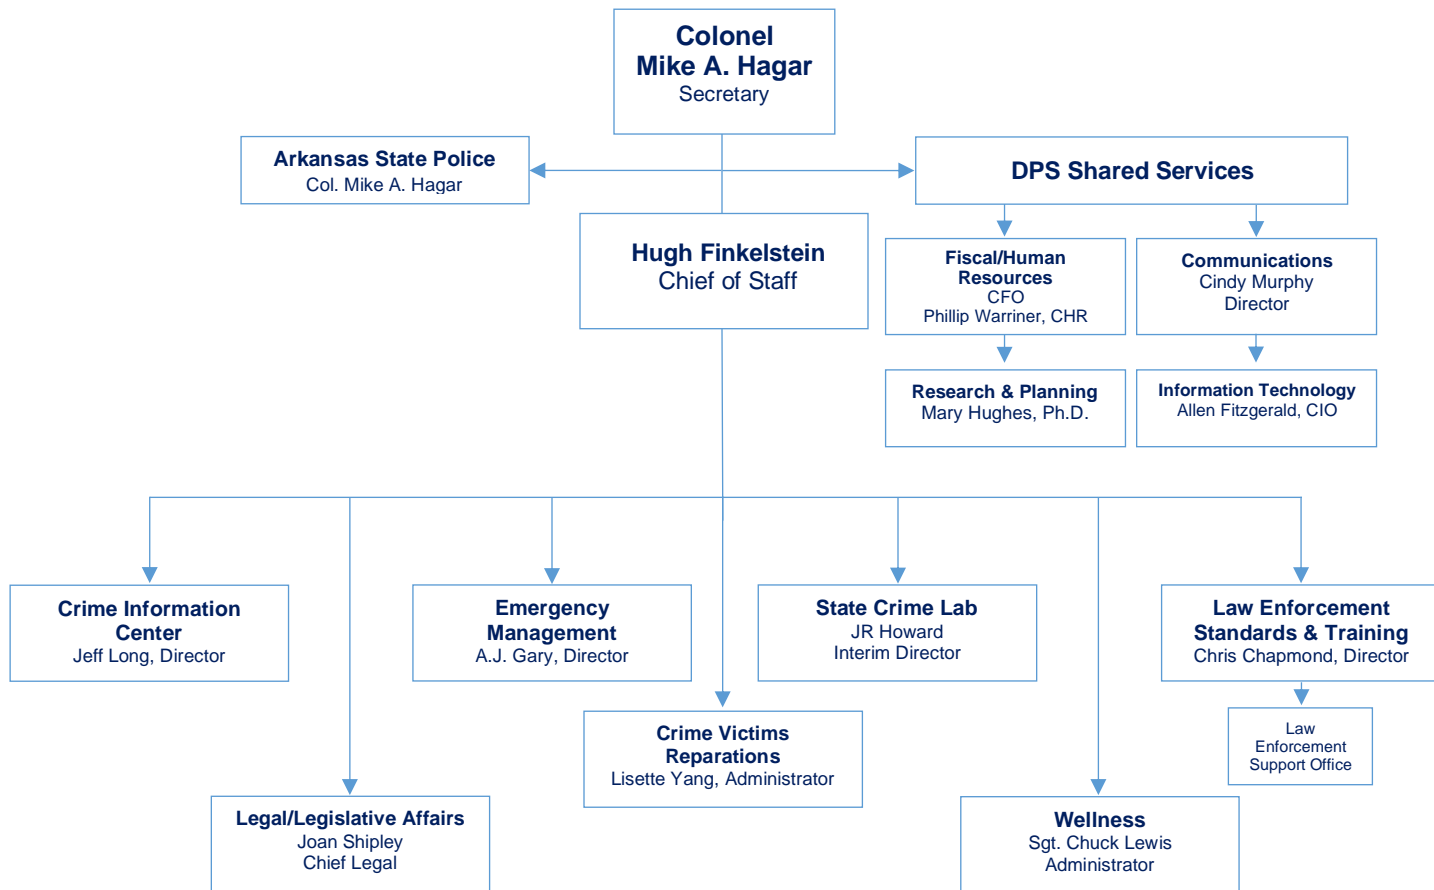 Colonel
Mike A. Hagar
Secretary
Arkansas State Police
Col. Mike A. Hagar
DPS Shared Services
Hugh Finkelstein
Chief of Staff
Fiscal/Human
Resources
CFO
Phillip Warriner, CHR
Communications
Cindy Murphy
Director
Research & Planning
Mary Hughes, Ph.D.
Information Technology
Allen Fitzgerald, CIO
Crime Information
Center
Jeff Long, Director
Emergency
Management
A.J. Gary, Director
State Crime Lab
JR Howard
Interim Director
Law Enforcement
Standards & Training
Chris Chapmond, Director
Crime Victims
Reparations
Lisette Yang, Administrator
Law
Enforcement
Support Office
Legal/Legislative Affairs
Joan Shipley
Chief Legal
Wellness
Sgt. Chuck Lewis
Administrator